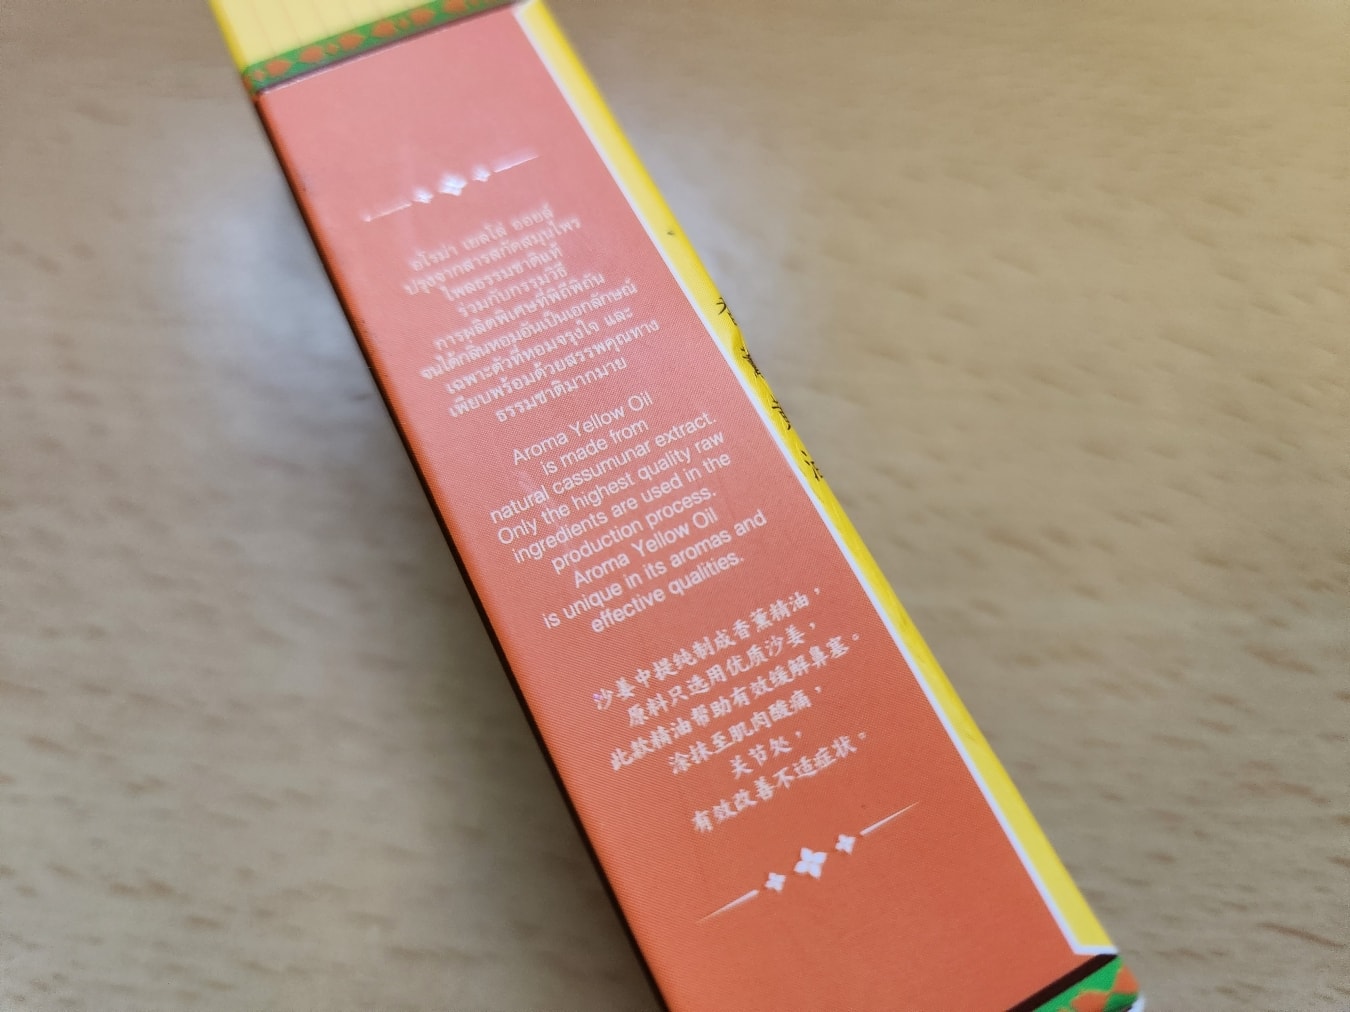 อโรม่า เยลโล่ ออยล์
ปรุงจากสารสกัดสมุนไพร
ไพลธรรมชาติแท้
ร่วมกับกรรมวิธี
การผลิตพิเศษที่พิถีพิถัน
จนได้กลิ่นหอมอันเป็นเอกลักษณ์
เฉพาะตัวที่หอมจรุงใจ และ
เพียบพร้อมด้วยสรรพคุณทาง
ธรรมชาติมากมาย
Aroma Yellow Oil
is made from
natural cassumunar extract.
Only the highest quality raw
ingredients are used in the
production process.
Aroma Yellow Oil
is unique in its aromas and
effective qualities.
沙姜中提纯制成香薰精油，
原料只选用优质沙姜，
此款精油帮助有效缓解鼻塞。
涂抹至肌肉酸痛，
关节处，
有效改善不适症状。